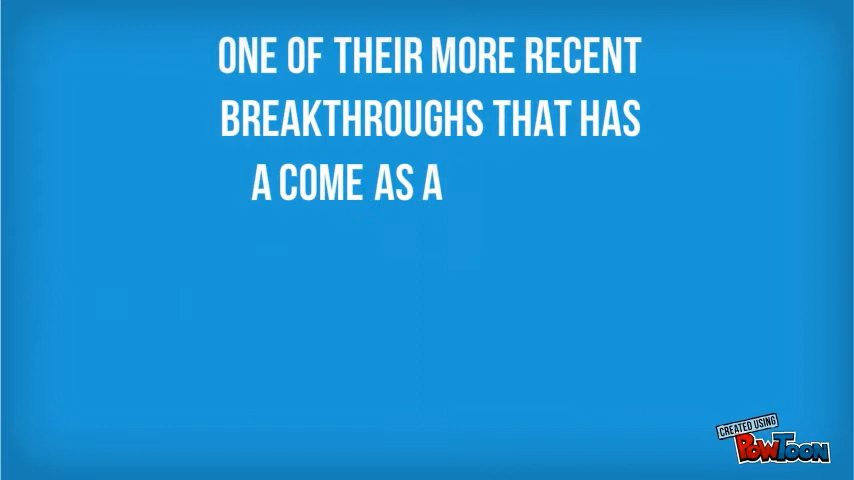 ONE OF THEIR MORE RECENT
BREAKTHROUGHS THAT HAS
A COME AS A
CREATED USING
POWTOON